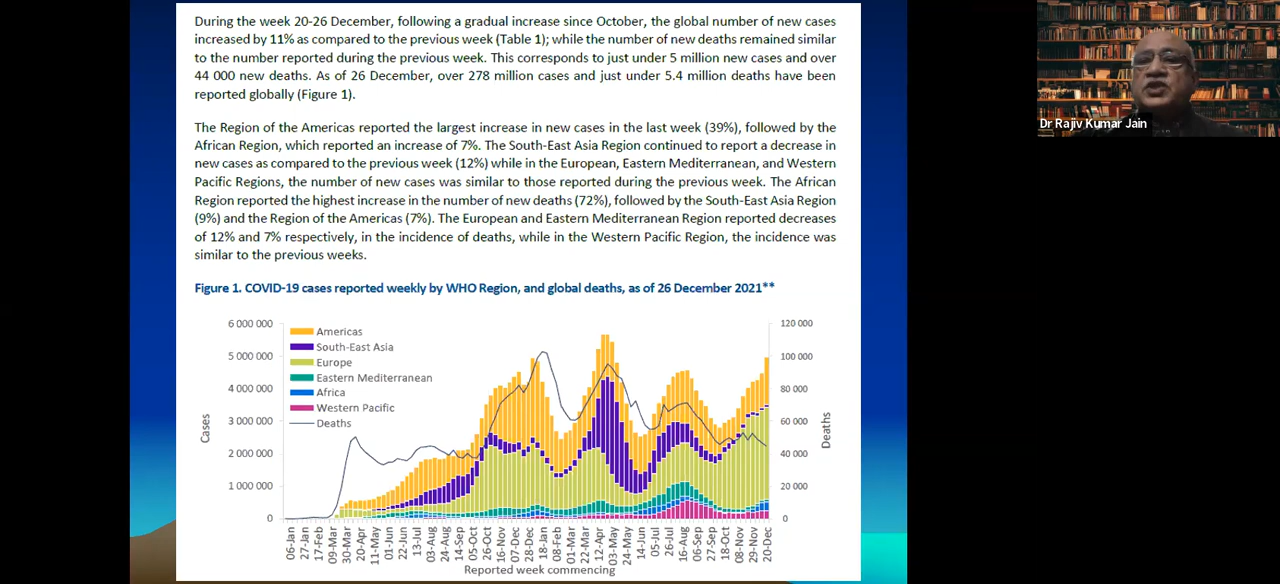 During the week 20-26 December, following a gradual increase since October, the global number of new cases
increased by 11% as compared to the previous week (Table 1); while the number of new deaths remained similar
to the number reported during the previous week. This corresponds to just under 5 million new cases and over
44 000 new deaths. As of 26 December, over 278 million cases and just under 5.4 million deaths have been
reported globally (Figure 1).
The Region of the Americas reported the largest increase in new cases in the last week (39%), followed by the
African Region, which reported an increase of 7%. The South-East Asia Region continued to report a decrease in
new cases as compared to the previous week (12%) while in the European, Eastern Mediterranean, and Western
Pacific Regions, the number of new cases was similar to those reported during the previous week. The African
Region reported the highest increase in the number of new deaths (72%), followed by the South-East Asia Region
(9%) and the Region of the Americas (7%). The European and Eastern Mediterranean Region reported decreases
of 12% and 7% respectively, in the incidence of deaths, while in the Western Pacific Region, the incidence was
similar to the previous weeks.
Figure 1. COVID-19 cases reported weekly by WHO Region, and global deaths, as of 26 December 2021**
6 000 000
5 000 000
4 000 000
3 000 000
2 000 000
1 000 000
0
Cases
Americas
South-East Asia
Europe
Eastern Mediterranean
Africa
Western Pacific
Deaths
120 000
100 000
80 000
60 000
40 000
20 000
0
Deaths
06-Jan
27-Jan
17-Feb
09-Mar
30-Mar
20-Apr
11-May
01-Jun
22-Jun
13-Jul
03-Aug
24-Aug
14-Sep
05-Oct
26-Oct
16-Nov
07-Dec
28-Dec
18-Jan
08-Feb
01-Mar
22-Mar
12-Apr
03-May
24-May
14-Jun
05-Jul
26-Jul
16-Aug
06-Sep
27-Sep
18-Oct
08-Nov
29-Nov
20-Dec
Reported week commencing
Dr Rajiv Kumar Jain